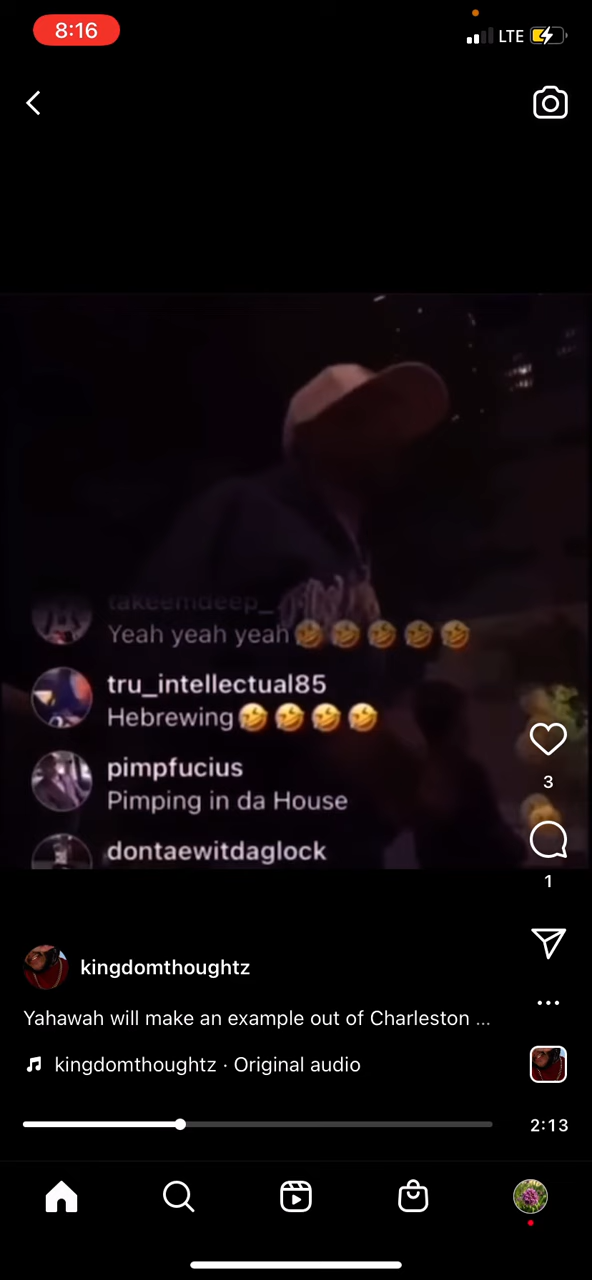 8:16
LTE
takeemdeep_
Yeah yeah yeah🤣🤣🤣🤣🤣
tru_intellectual85
Hebrewing🤣🤣🤣🤣
pimpfucius
Pimping in da House
dontaewitdaglock
3
1
kingdomthoughtz
Yahawah will make an example out of Charleston ...
kingdomthoughtz · Original audio
2:13